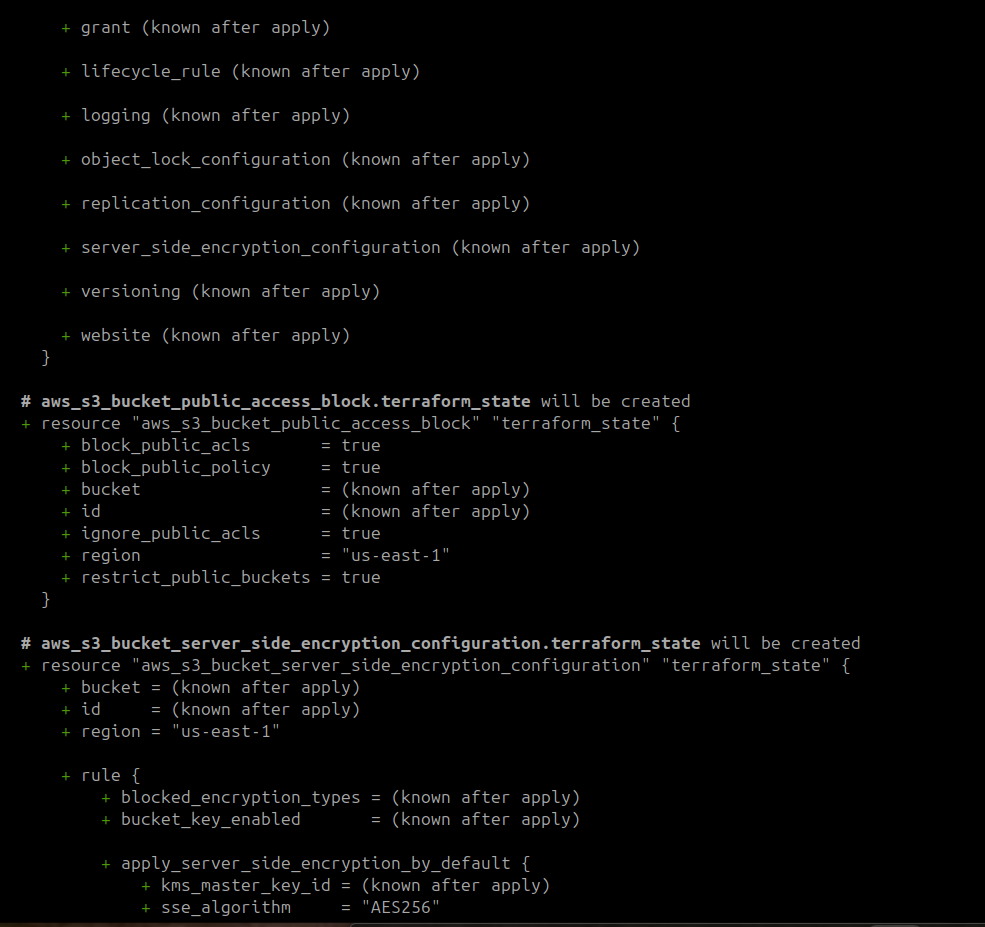 + grant (known after apply)
+ lifecycle_rule (known after apply)
+ logging (known after apply)
+ object_lock_configuration (known after apply)
+ replication_configuration (known after apply)
+ server_side_encryption_configuration (known after apply)
+ versioning (known after apply)
+ website (known after apply)
}
# aws_s3_bucket_public_access_block.terraform_state will be created
+ resource "aws_s3_bucket_public_access_block" "terraform_state" {
+ block_public_acls       = true
+ block_public_policy     = true
+ bucket                  = (known after apply)
+ id                      = (known after apply)
+ ignore_public_acls      = true
+ region                  = "us-east-1"
+ restrict_public_buckets = true
}
# aws_s3_bucket_server_side_encryption_configuration.terraform_state will be created
+ resource "aws_s3_bucket_server_side_encryption_configuration" "terraform_state" {
+ bucket = (known after apply)
+ id     = (known after apply)
+ region = "us-east-1"
+ rule {
+ blocked_encryption_types = (known after apply)
+ bucket_key_enabled       = (known after apply)
+ apply_server_side_encryption_by_default {
+ kms_master_key_id = (known after apply)
+ sse_algorithm     = "AES256"